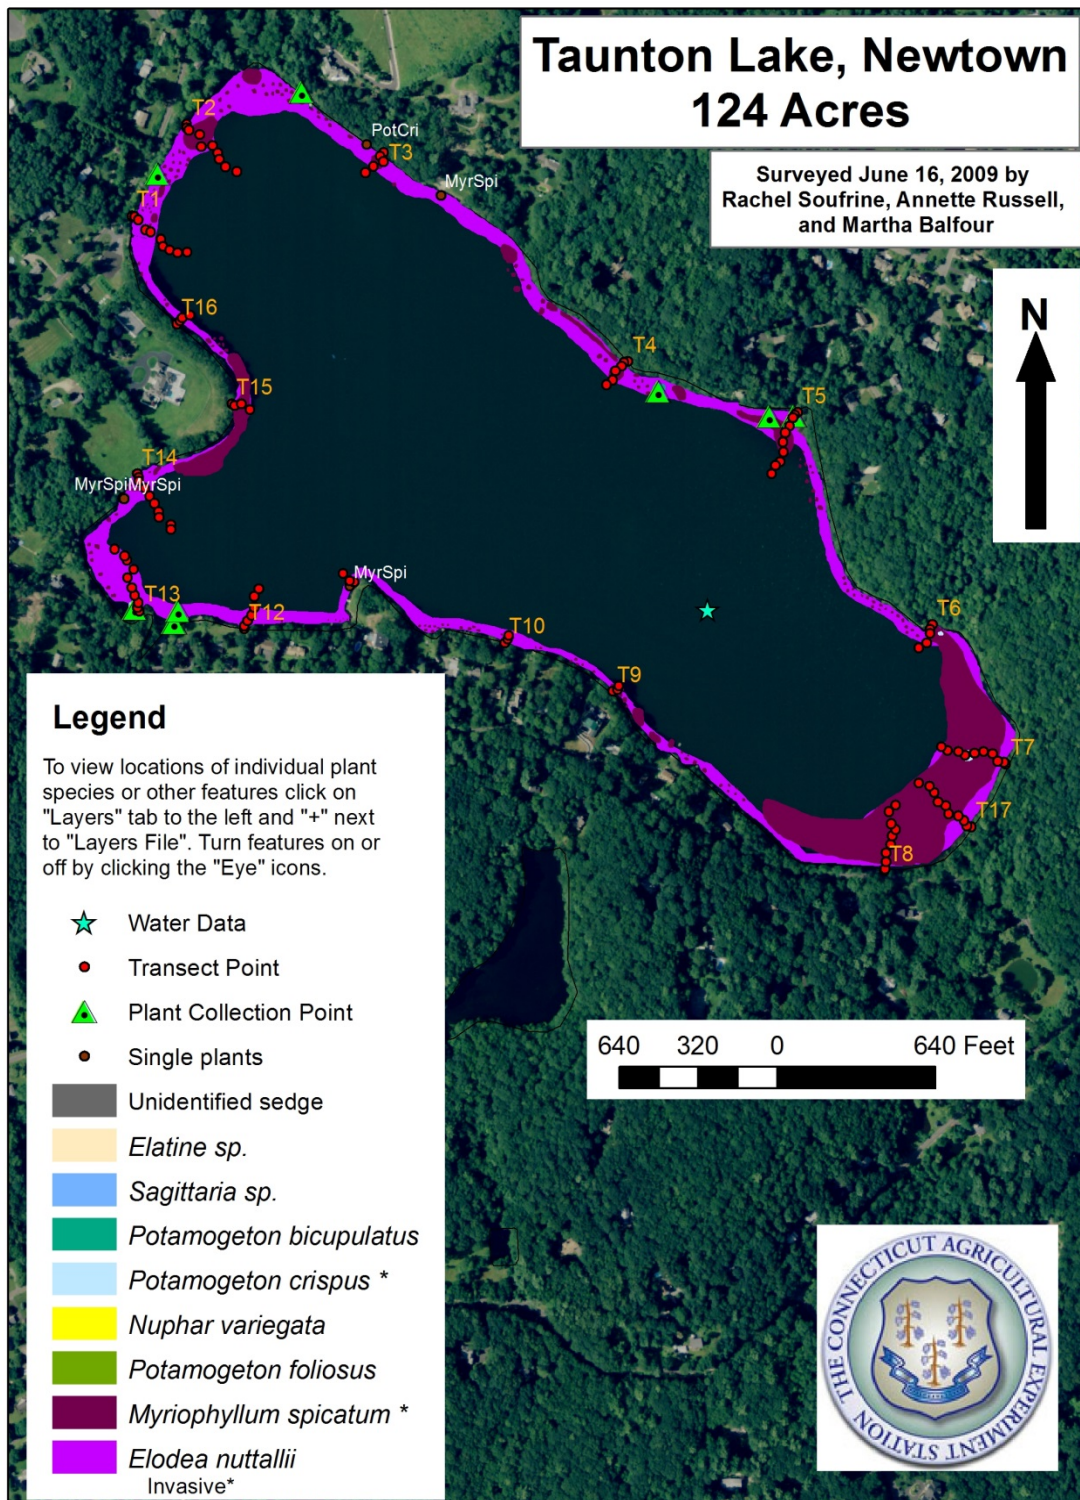 Taunton Lake, Newtown
124 Acres
Surveyed June 16, 2009 by
Rachel Soufrine, Annette Russell,
and Martha Balfour
N
T2
PotCri
T3
MyrSpi
T1
T16
T4
T15
T5
T14
MyrSpiMyrSpi
MyrSpi
T13
T12
T10
T6
T9
T7
T17
T8
Legend
To view locations of individual plant
species or other features click on
"Layers" tab to the left and "+" next
to "Layers File". Turn features on or
off by clicking the "Eye" icons.
Water Data
Transect Point
Plant Collection Point
Single plants
Unidentified sedge
Elatine sp.
Sagittaria sp.
Potamogeton bicupulatus
Potamogeton crispus *
Nuphar variegata
Potamogeton foliosus
Myriophyllum spicatum *
Elodea nuttallii
Invasive*
640 320 0 640 Feet
THE CONNECTICUT AGRICULTURAL EXPERIMENT STATION